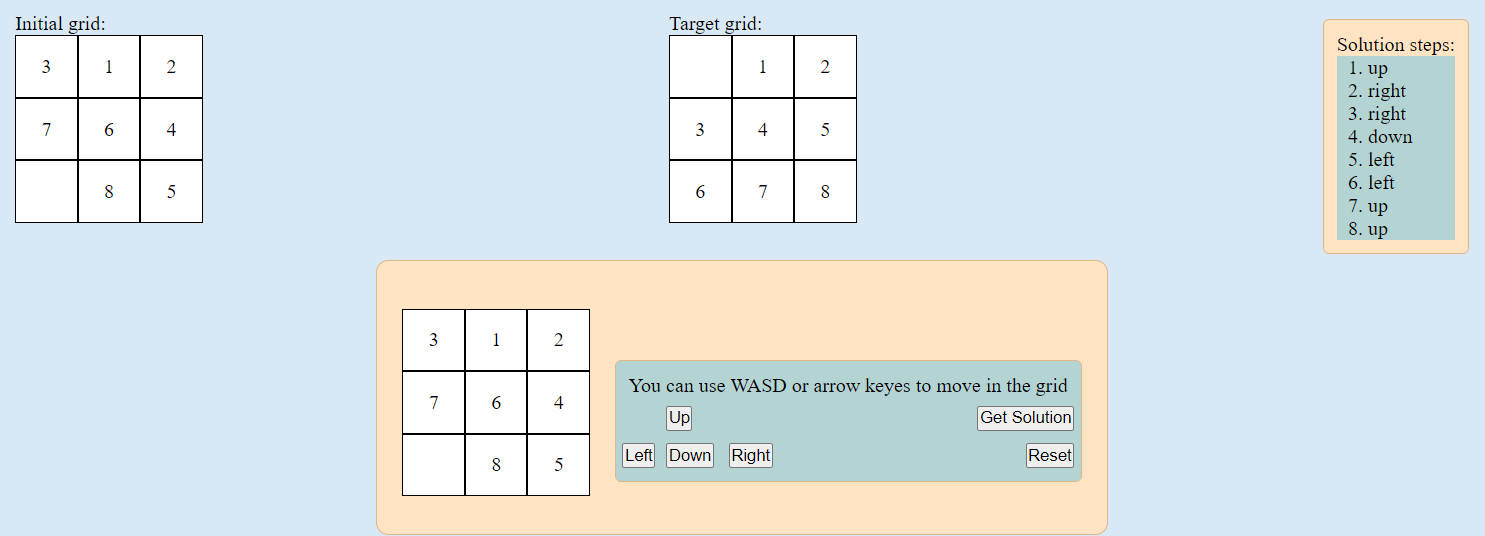 Initial grid:
3 1 2
7 6 4
8 5
Target grid:
1 2
3 4 5
6 7 8
Solution steps:
1. up
2. right
3. right
4. down
5. left
6. left
7. up
8. up
3 1 2
7 6 4
8 5
You can use WASD or arrow keyes to move in the grid
Up
Get Solution
Left Down Right
Reset